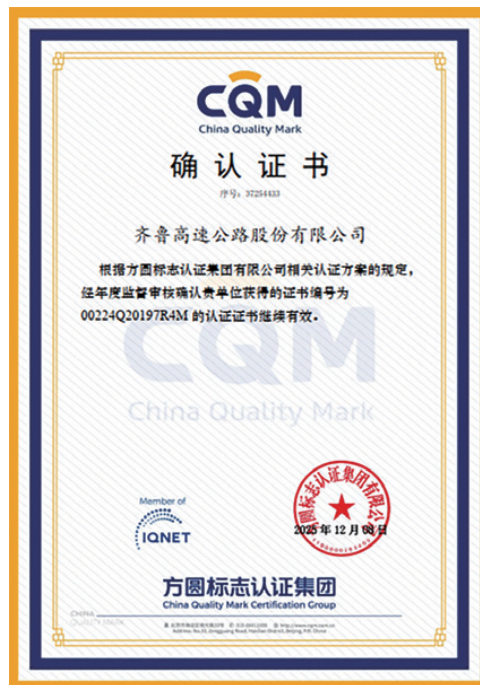 CQM
China Quality Mark
确认证书
序号：37254433
齐鲁高速公路股份有限公司
根据方圆标志认证集团有限公司相关认证方案的规定，
经年度监督审核确认贵单位获得的证书编号为
00224Q20197R4M 的认证证书继续有效。
CQM
China Quality Mark
Member of
IQNET
方圆标志认证集团有限公司
2025 年 12 月 08 日
方圆标志认证集团
China Quality Mark Certification Group
CHINA
QUALITY MARK